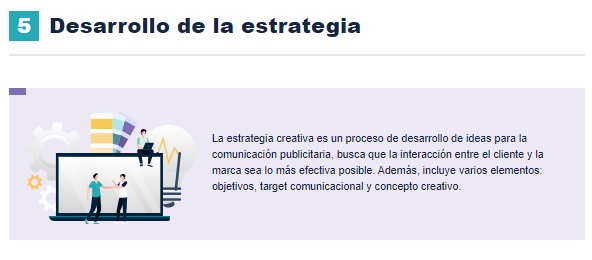 5 Desarrollo de la estrategia
La estrategia creativa es un proceso de desarrollo de ideas para la
comunicación publicitaria, busca que la interacción entre el cliente y la
marca sea lo más efectiva posible. Además, incluye varios elementos:
objetivos, target comunicacional y concepto creativo.